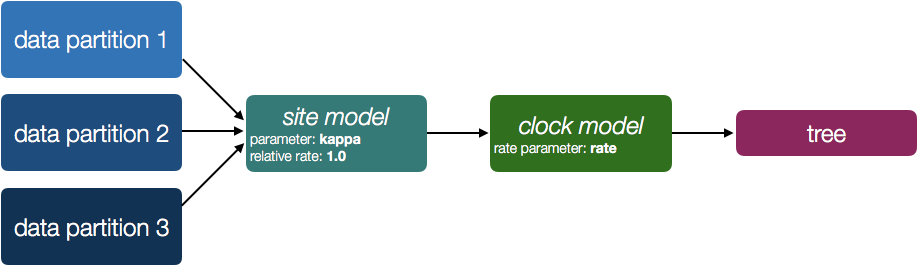 data partition 1
data partition 2
data partition 3
site model
parameter: kappa
relative rate: 1.0
clock model
rate parameter: rate
tree